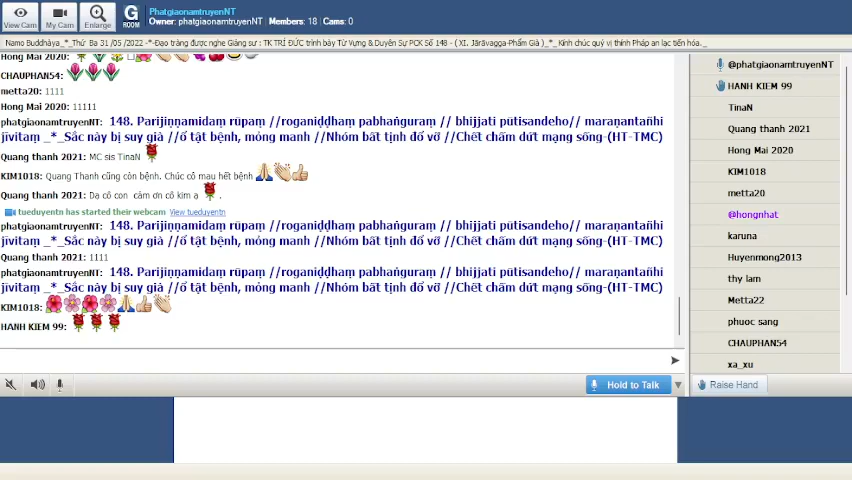 PhatgiaonamtruyenNT
Owner: phatgiaonamtruyenNT | Members: 18 | Cams: 0
View Cam
My Cam
Enlarge
G
ROOM
Namo Buddhàya_*_Thứ Ba 31 /05 /2022 -*-Đạo tràng được nghe Giảng sư : TK TRÍ ĐỨC trình bày Từ Vựng & Duyên Sự PCK Số 148 - ( XI. Jàràvagga-Phẩm Già )_*_ Kính chúc quý vị thính Pháp an lạc tiến hóa._
Hong Mai 2020:
CHAUPHAN54:
metta20: 1111
Hong Mai 2020: 11111
phatgiaonamtruyenNT: 148. Parijiṇṇamidaṃ rūpaṃ //roganiḍḍhaṃ pabhaṅguraṃ // bhijjati pūtisandeho// maraṇantañhi
jīvitaṃ _*_Sắc này bị suy già //ổ tật bệnh, mỏng manh //Nhóm bất tịnh đổ vỡ //Chết chấm dứt mạng sống-(HT-TMC)
Quang thanh 2021: MC sis TinaN
KIM1018: Quang Thanh cũng còn bệnh. Chúc cô mau hết bệnh
Quang thanh 2021: Dạ cô con cảm ơn cô kim ạ .
tueduyentn has started their webcam View tueduyentn
phatgiaonamtruyenNT: 148. Parijiṇṇamidaṃ rūpaṃ //roganiḍḍhaṃ pabhaṅguraṃ // bhijjati pūtisandeho// maraṇantañhi
jīvitaṃ _*_Sắc này bị suy già //ổ tật bệnh, mỏng manh //Nhóm bất tịnh đổ vỡ //Chết chấm dứt mạng sống-(HT-TMC)
Quang thanh 2021: 1111
phatgiaonamtruyenNT: 148. Parijiṇṇamidaṃ rūpaṃ //roganiḍḍhaṃ pabhaṅguraṃ // bhijjati pūtisandeho// maraṇantañhi
jīvitaṃ _*_Sắc này bị suy già //ổ tật bệnh, mỏng manh //Nhóm bất tịnh đổ vỡ //Chết chấm dứt mạng sống-(HT-TMC)
KIM1018:
HANH KIEM 99:
Hold to Talk
@phatgiaonamtruyenNT
HANH KIEM 99
TinaN
Quang thanh 2021
Hong Mai 2020
KIM1018
metta20
@hongnhat
karuna
Huyenmong2013
thy lam
Metta22
phuoc sang
CHAUPHAN54
xa_xu
Raise Hand